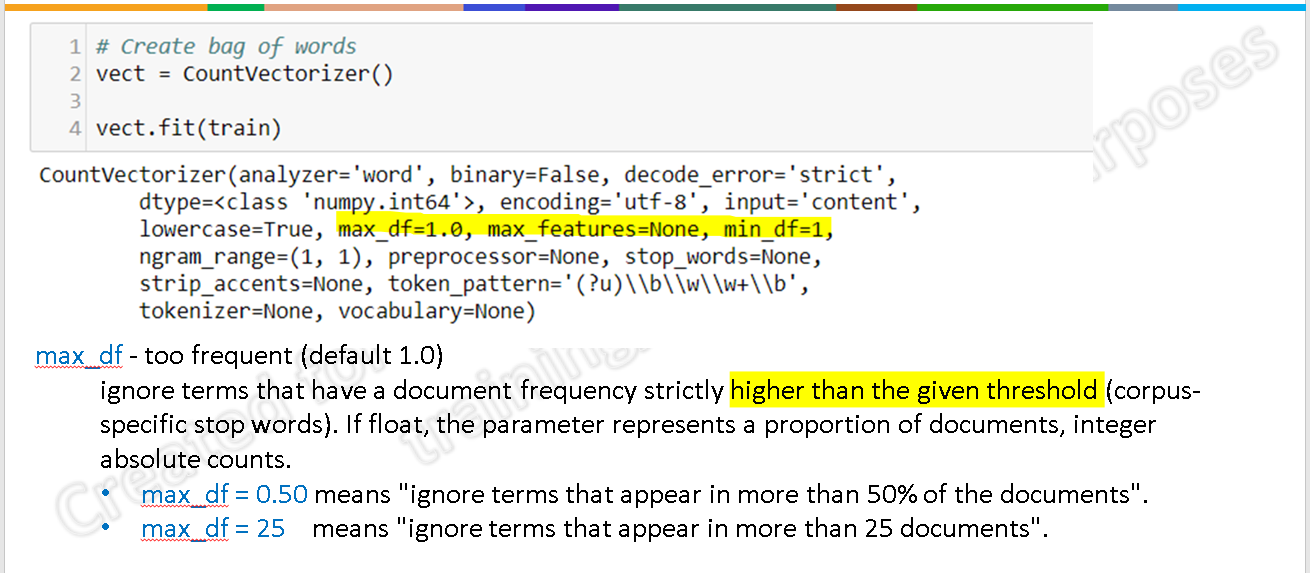 1 # Create bag of words
2 vect = CountVectorizer()
3
4 vect.fit(train)
CountVectorizer(analyzer='word', binary=False, decode_error='strict',
dtype=<class 'numpy.int64'>, encoding='utf-8', input='content',
lowercase=True, max_df=1.0, max_features=None, min_df=1,
ngram_range=(1, 1), preprocessor=None, stop_words=None,
strip_accents=None, token_pattern='(?u)\\b\\w\\w+\\b',
tokenizer=None, vocabulary=None)
max_df - too frequent (default 1.0)
ignore terms that have a document frequency strictly higher than the given threshold (corpus-
specific stop words). If float, the parameter represents a proportion of documents, integer
absolute counts.
• max_df = 0.50 means "ignore terms that appear in more than 50% of the documents".
• max_df = 25 means "ignore terms that appear in more than 25 documents".
Created for
training